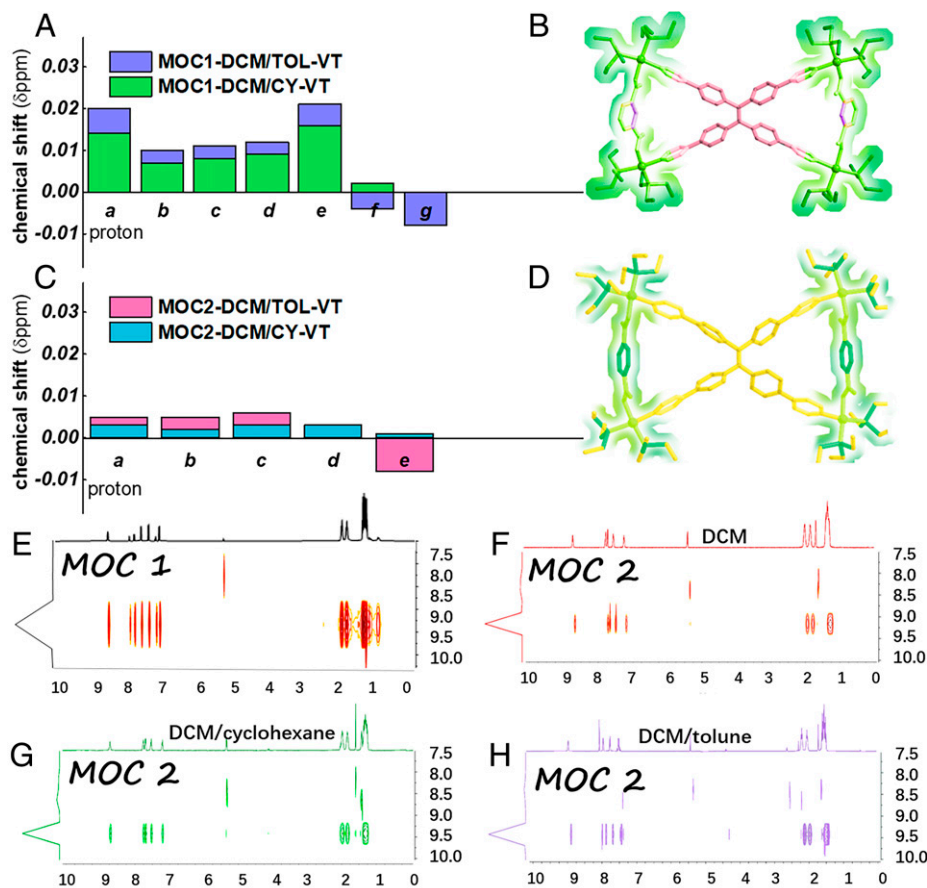 A
B
MOC1-DCM/TOL-VT
MOC1-DCM/CY-VT
chemical shift (δppm)
0.03
0.02
0.01
0.00
-0.01
a b c d e f g
proton
C
D
MOC2-DCM/TOL-VT
MOC2-DCM/CY-VT
chemical shift (δppm)
0.03
0.02
0.01
0.00
-0.01
a b c d e
proton
E
MOC 1
7.5
8.0
8.5
9.0
9.5
10.0
10 9 8 7 6 5 4 3 2 1 0
F
DCM
MOC 2
7.5
8.0
8.5
9.0
9.5
10.0
10 9 8 7 6 5 4 3 2 1 0
G
DCM/cyclohexane
MOC 2
7.5
8.0
8.5
9.0
9.5
10.0
10 9 8 7 6 5 4 3 2 1 0
H
DCM/tolune
MOC 2
7.5
8.0
8.5
9.0
9.5
10.0
10 9 8 7 6 5 4 3 2 1 0